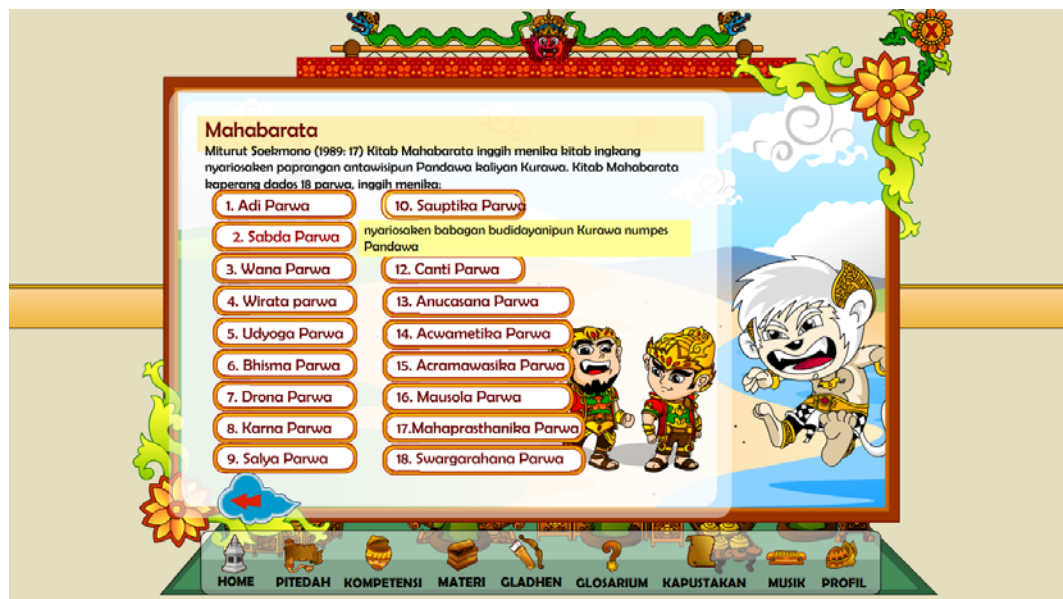 X
Mahabarata
Miturut Soekmono (1989: 17) Kitab Mahabarata inggih menika kitab ingkang
nyariosaken paprangan antawisipun Pandawa kaliyan Kurawa. Kitab Mahabarata
kaperang dados 18 parwa, inggih menika:
1. Adi Parwa
2. Sabda Parwa
3. Wana Parwa
4. Wirata parwa
5. Udyoga Parwa
6. Bhisma Parwa
7. Drona Parwa
8. Karna Parwa
9. Salya Parwa
10. Sauptika Parwa
nyariosaken babagan budidayanipun Kurawa numpes
Pandawa
12. Canti Parwa
13. Anucasana Parwa
14. Acwametika Parwa
15. Acramawasika Parwa
16. Mausola Parwa
17.Mahaprasthanika Parwa
18. Swargarahana Parwa
HOME PITEDAH KOMPETENSI MATERI GLADHEN GLOSARIUM KAPUSTAKAN MUSIK PROFIL